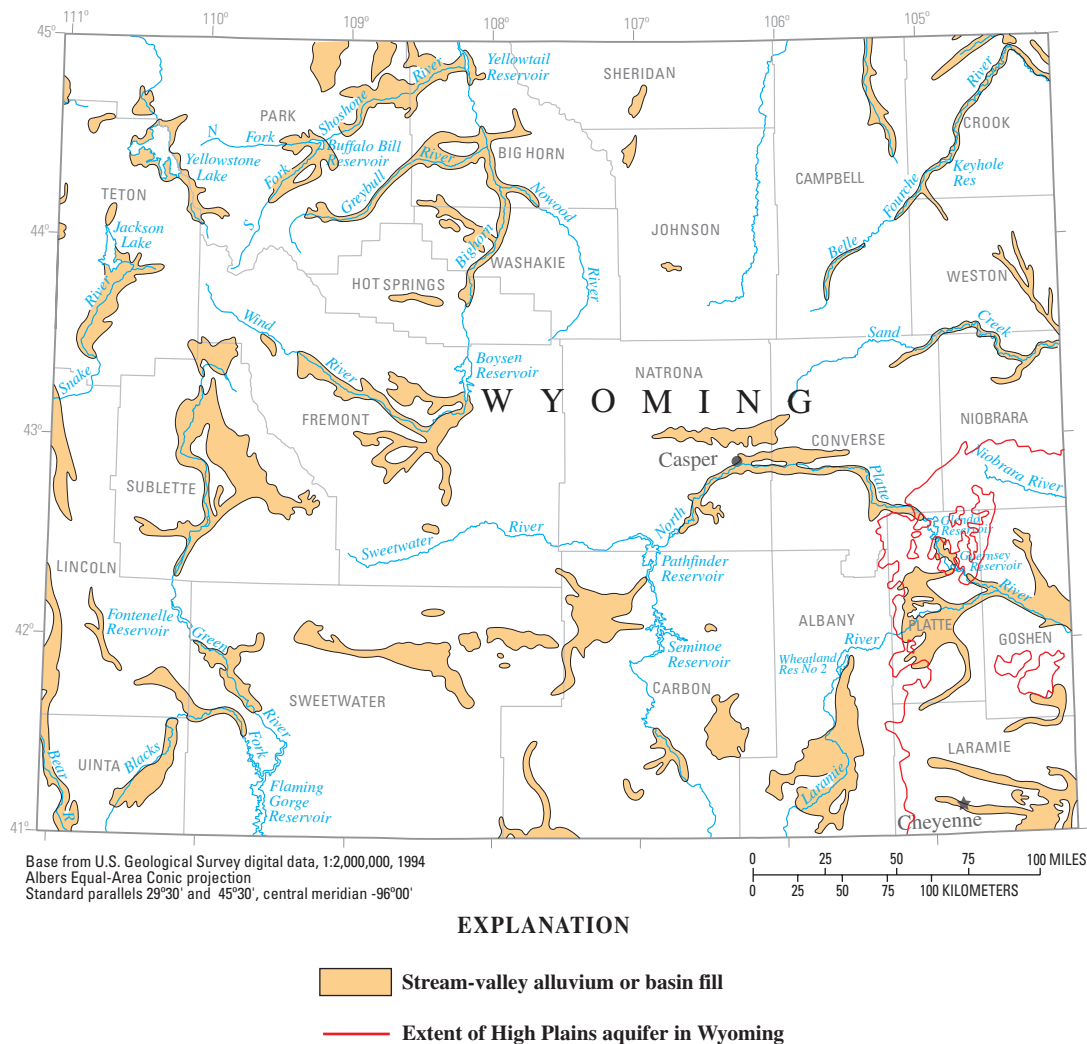 111°
110°
109°
108°
107°
106°
105°
45°
44°
43°
42°
41°
Yellowtail
Reservoir
SHERIDAN
River
Shoshone
PARK
N
Fork
Buffalo Bill
Reservoir
Fork
S
Yellowstone
Lake
TETON
Greybull
River
BIG HORN
Nowood
River
CAMPBELL
CROOK
River
Keyhole
Res
Fourche
Belle
Jackson
Lake
River
Snake
JOHNSON
Bighorn
WASHAKIE
HOT SPRINGS
WESTON
Wind
River
Boysen
Reservoir
Sand
Creek
NATRONA
WYOMING
FREMONT
NIOBRARA
Niobrara River
CONVERSE
Casper
Platte
North
SUBLETTE
Sweetwater
River
Glendo
Reservoir
Guernsey
Reservoir
River
Pathfinder
Reservoir
LINCOLN
Fontenelle
Reservoir
Green
River
ALBANY
River
PLATTE
GOSHEN
Seminoe
Reservoir
Wheatland
Res No 2
CARBON
SWEETWATER
UINTA
Blacks
Fork
Bear
R
Flaming
Gorge
Reservoir
Laramie
LARAMIE
Cheyenne
Base from U.S. Geological Survey digital data, 1:2,000,000, 1994
Albers Equal-Area Conic projection
Standard parallels 29°30' and 45°30', central meridian -96°00'
0 25 50 75 100 MILES
0 25 50 75 100 KILOMETERS
EXPLANATION
Stream-valley alluvium or basin fill
Extent of High Plains aquifer in Wyoming